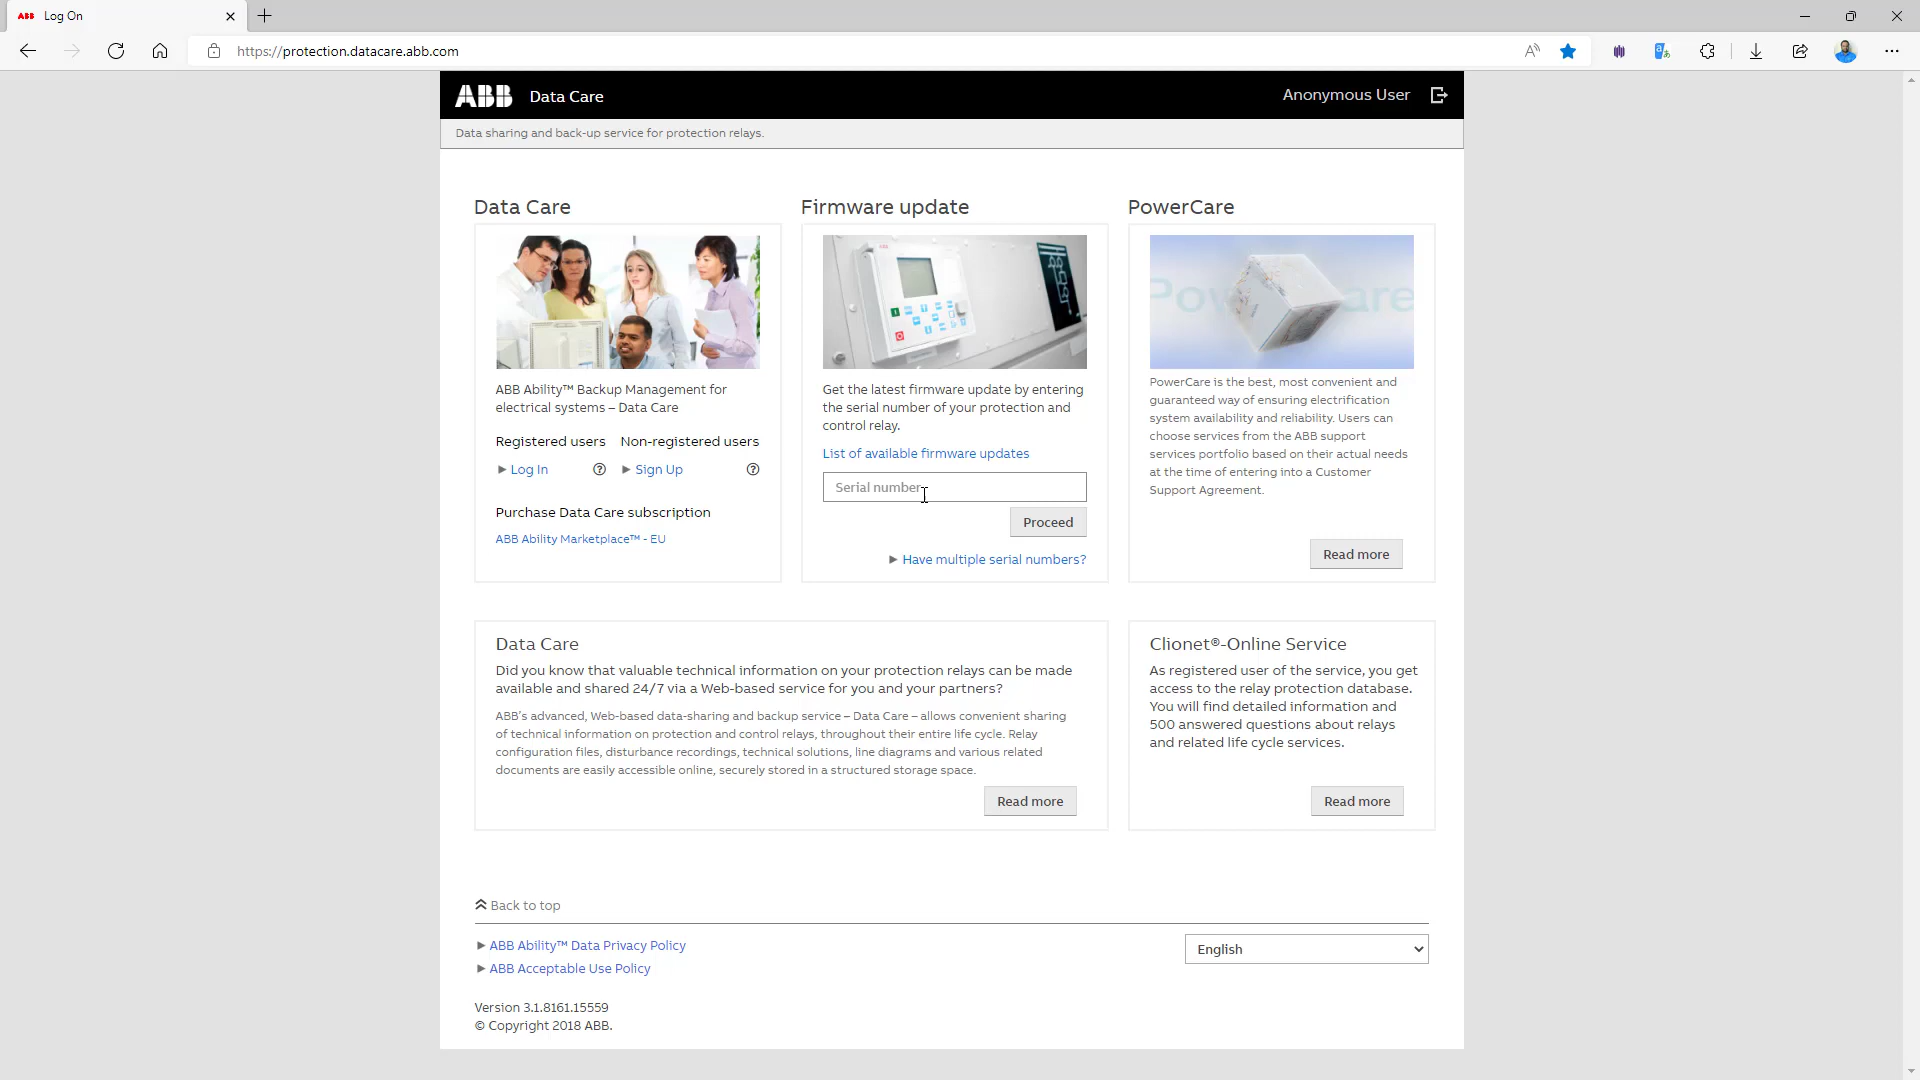 ABB Log On
https://protection.datacare.abb.com
ABB Data Care
Anonymous User
Data sharing and back-up service for protection relays.
Data Care
ABB Ability™ Backup Management for
electrical systems – Data Care
Registered users
Log In
Non-registered users
Sign Up
Purchase Data Care subscription
ABB Ability Marketplace™ - EU
Firmware update
Get the latest firmware update by entering
the serial number of your protection and
control relay.
List of available firmware updates
Serial number
Proceed
Have multiple serial numbers?
PowerCare
PowerCare is the best, most convenient and
guaranteed way of ensuring electrification
system availability and reliability. Users can
choose services from the ABB support
services portfolio based on their actual needs
at the time of entering into a Customer
Support Agreement.
Read more
Data Care
Did you know that valuable technical information on your protection relays can be made
available and shared 24/7 via a Web-based service for you and your partners?
ABB's advanced, Web-based data-sharing and backup service – Data Care – allows convenient sharing
of technical information on protection and control relays, throughout their entire life cycle. Relay
configuration files, disturbance recordings, technical solutions, line diagrams and various related
documents are easily accessible online, securely stored in a structured storage space.
Read more
Clionet®-Online Service
As registered user of the service, you get
access to the relay protection database.
You will find detailed information and
500 answered questions about relays
and related life cycle services.
Read more
Back to top
ABB Ability™ Data Privacy Policy
ABB Acceptable Use Policy
English
Version 3.1.8161.15559
© Copyright 2018 ABB.